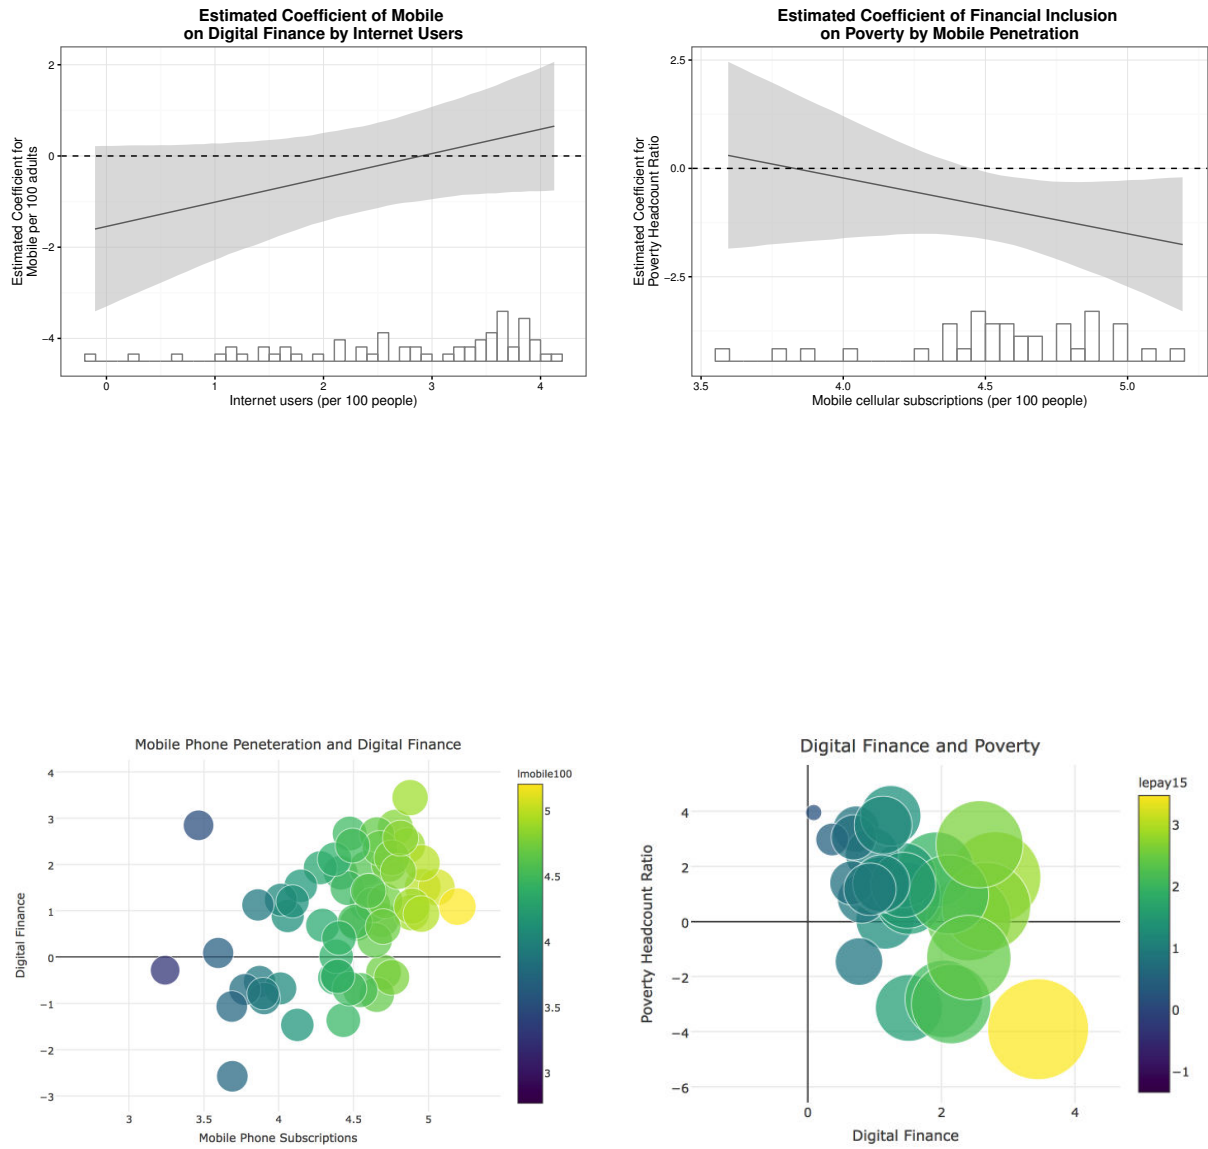 Estimated Coefficient of Mobile
on Digital Finance by Internet Users
Estimated Coefficient for
Mobile per 100 adults
2
0
−2
−4
0 1 2 3 4
Internet users (per 100 people)
Estimated Coefficient of Financial Inclusion
on Poverty by Mobile Penetration
Estimated Coefficient for
Poverty Headcount Ratio
2.5
0.0
−2.5
3.5 4.0 4.5 5.0
Mobile cellular subscriptions (per 100 people)
Mobile Phone Peneteration and Digital Finance
Digital Finance
4
3
2
1
0
−1
−2
−3
3 3.5 4 4.5 5
Mobile Phone Subscriptions
lmobile100
5
4.5
4
3.5
3
Digital Finance and Poverty
Poverty Headcount Ratio
4
2
0
−2
−4
−6
0 2 4
Digital Finance
lepay15
3
2
1
0
−1